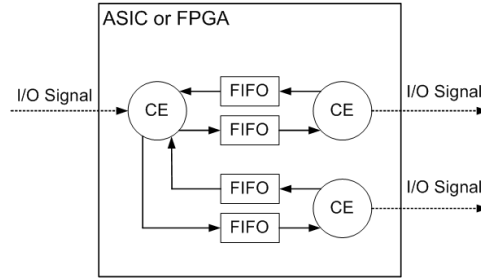 ASIC or FPGA
I/O Signal
CE
FIFO
FIFO
CE
I/O Signal
FIFO
FIFO
CE
I/O Signal